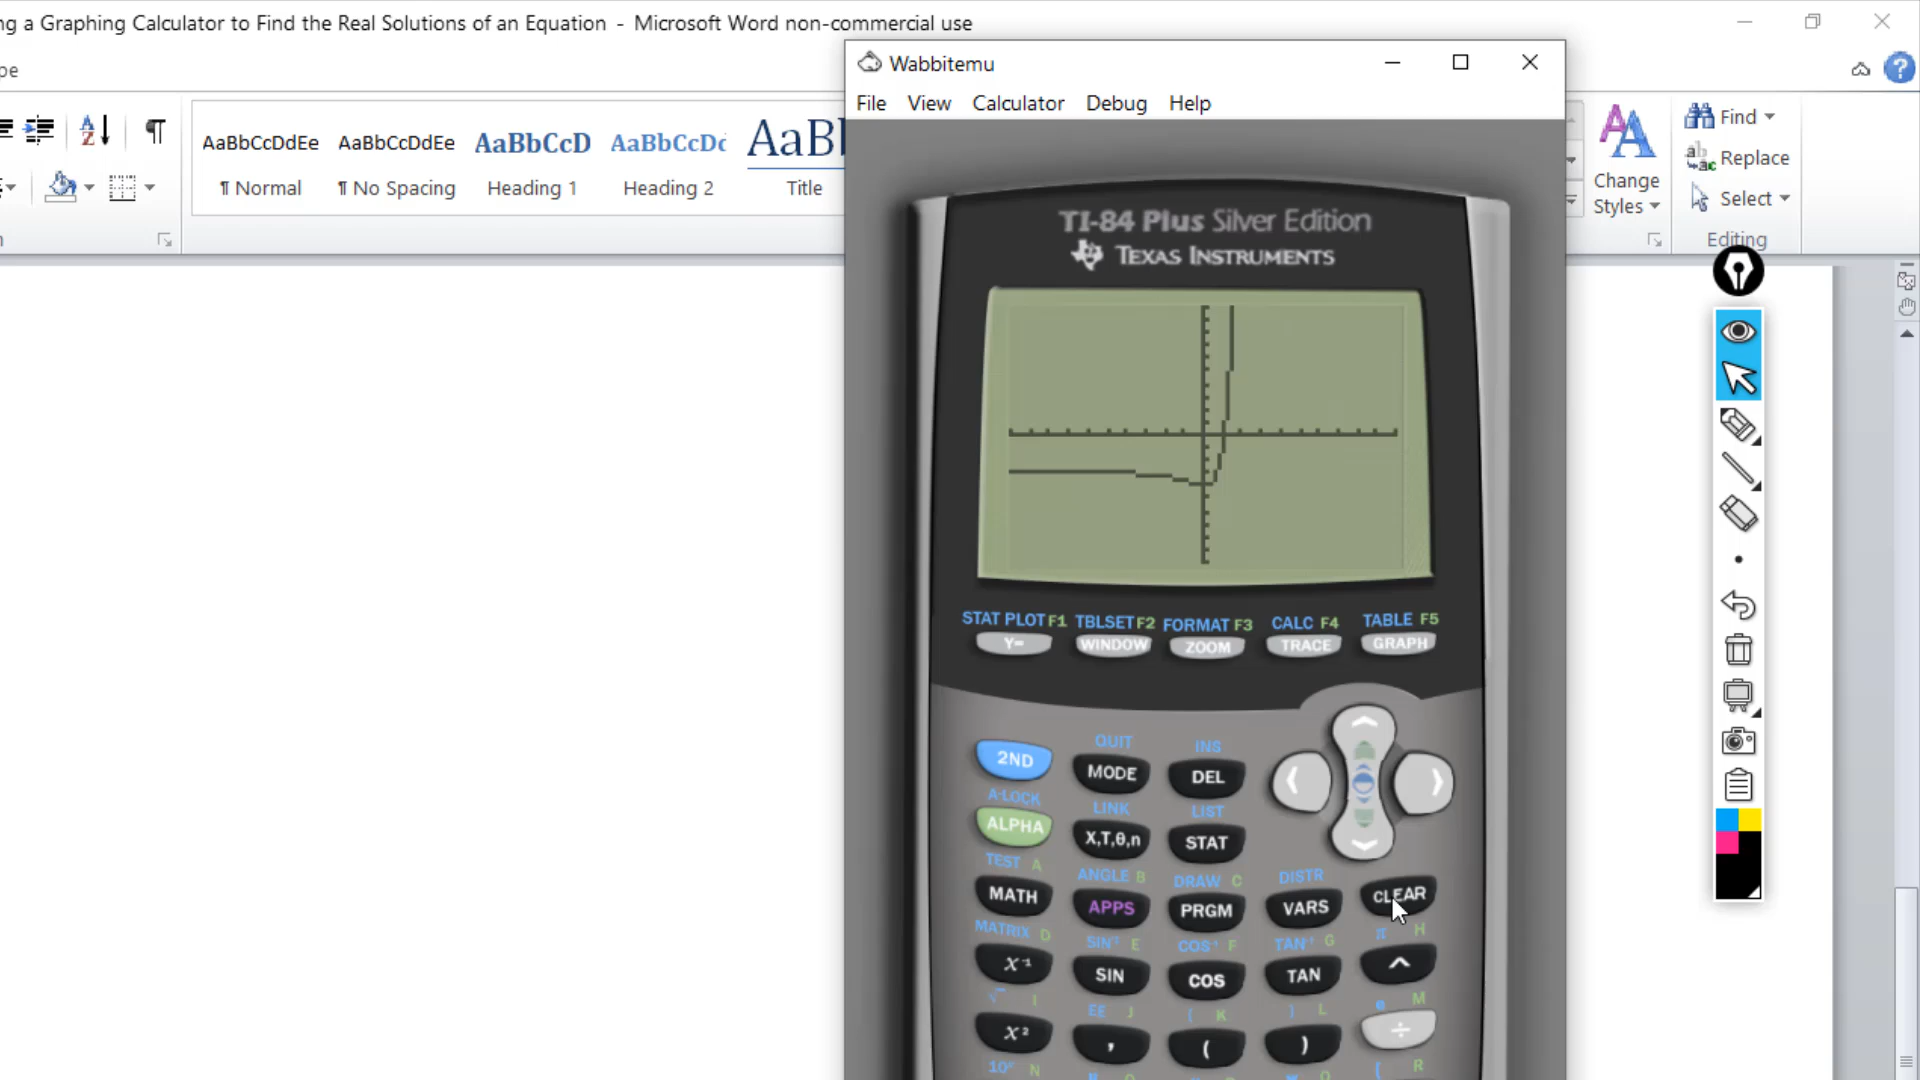 ng a Graphing Calculator to Find the Real Solutions of an Equation - Microsoft Word non-commercial use
pe
Wabbitemu
File View Calculator Debug Help
AaBbCcDdEe AaBbCcDdEe AaBbCcD AaBbCcDc AaBl
¶ Normal ¶ No Spacing Heading 1 Heading 2 Title
Change
Styles
Find
Replace
Select
Editing
TI-84 Plus Silver Edition
TEXAS INSTRUMENTS
STAT PLOT F1 TBLSET F2 FORMAT F3 CALC F4 TABLE F5
Y= WINDOW ZOOM TRACE GRAPH
QUIT INS
2ND MODE DEL
A-LOCK LINK LIST
ALPHA X,T,θ,n STAT
TEST A ANGLE B DRAW C DISTR
MATH APPS PRGM VARS CLEAR
MATRIX D SIN⁻¹ E COS⁻¹ F TAN⁻¹ G π H
x⁻¹ SIN COS TAN ^
√ I EE J { K } L e M
x² , ( ) ÷
10ˣ N